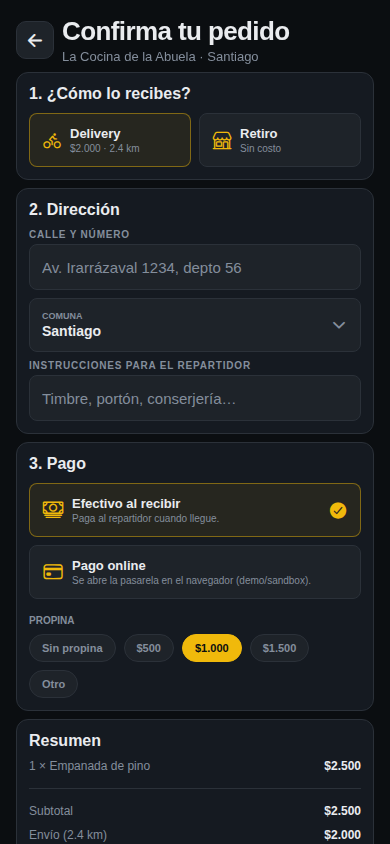 Confirma tu pedido
La Cocina de la Abuela · Santiago
1. ¿Cómo lo recibes?
Delivery
$2.000 · 2.4 km
Retiro
Sin costo
2. Dirección
CALLE Y NÚMERO
Av. Irarrázaval 1234, depto 56
COMUNA
Santiago
INSTRUCCIONES PARA EL REPARTIDOR
Timbre, portón, conserjería…
3. Pago
Efectivo al recibir
Paga al repartidor cuando llegue.
Pago online
Se abre la pasarela en el navegador (demo/sandbox).
PROPINA
Sin propina $500 $1.000 $1.500
Otro
Resumen
1 × Empanada de pino $2.500
Subtotal $2.500
Envío (2.4 km) $2.000